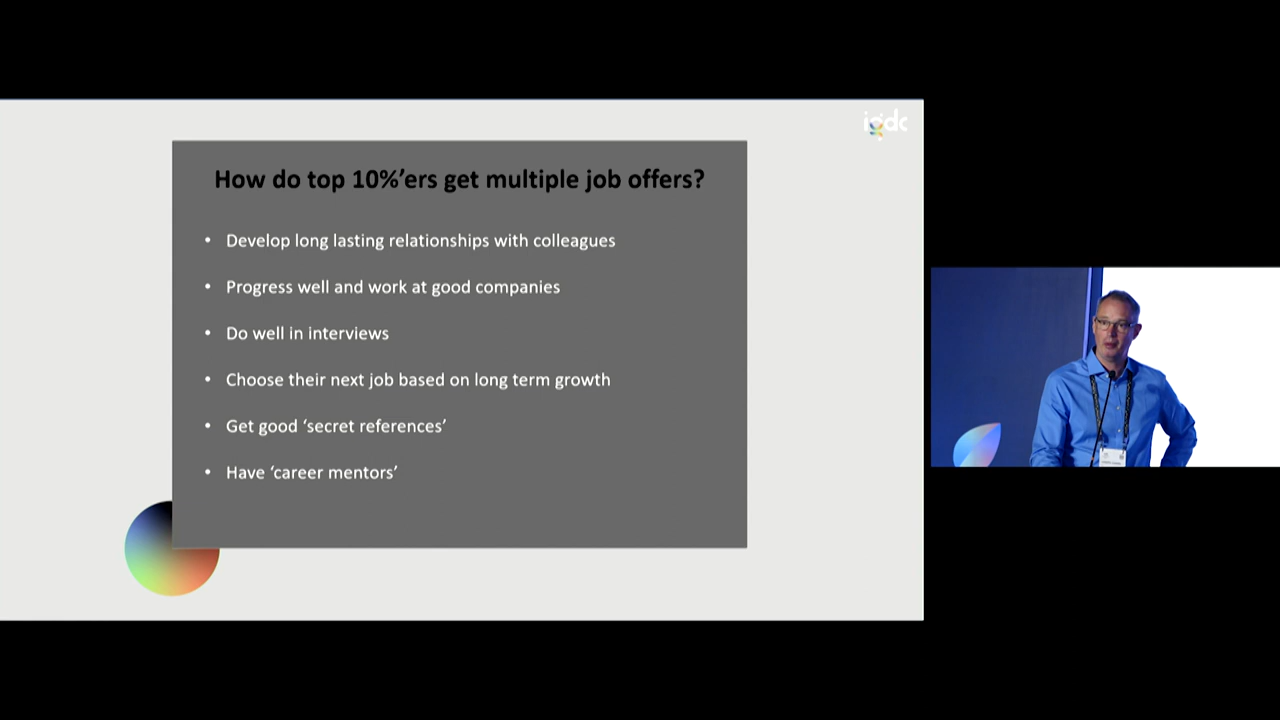 igdc
How do top 10%’ers get multiple job offers?
• Develop long lasting relationships with colleagues
• Progress well and work at good companies
• Do well in interviews
• Choose their next job based on long term growth
• Get good ‘secret references’
• Have ‘career mentors’